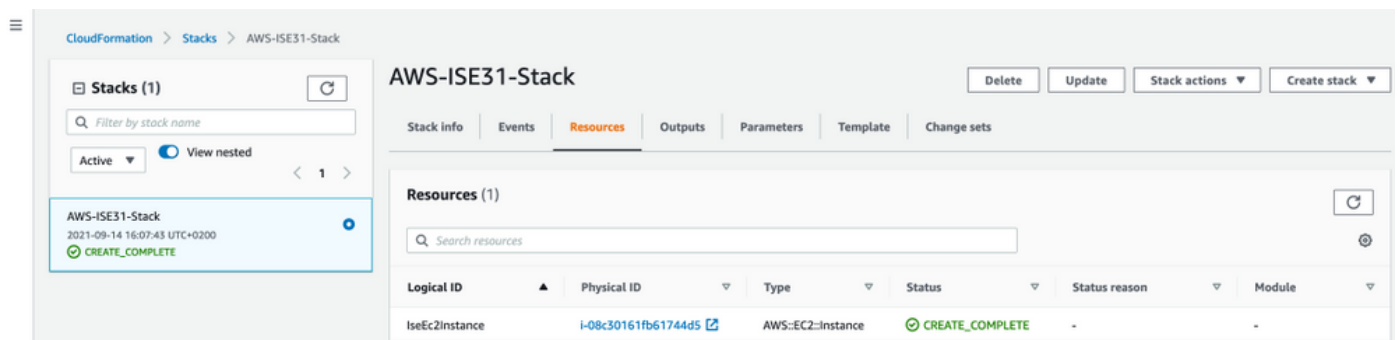 CloudFormation > Stacks > AWS-ISE31-Stack
Stacks (1)
Filter by stock name
Active
View nested
< 1 >
AWS-ISE31-Stack
2021-09-14 16:07:43 UTC+0200
CREATE_COMPLETE
AWS-ISE31-Stack
Delete Update Stack actions Create stack
Stack info Events Resources Outputs Parameters Template Change sets
Resources (1)
Search resources
Logical ID Physical ID Type Status Status reason Module
IseEc2Instance i-08c30161fb61744d5 AWS::EC2::Instance CREATE_COMPLETE - -